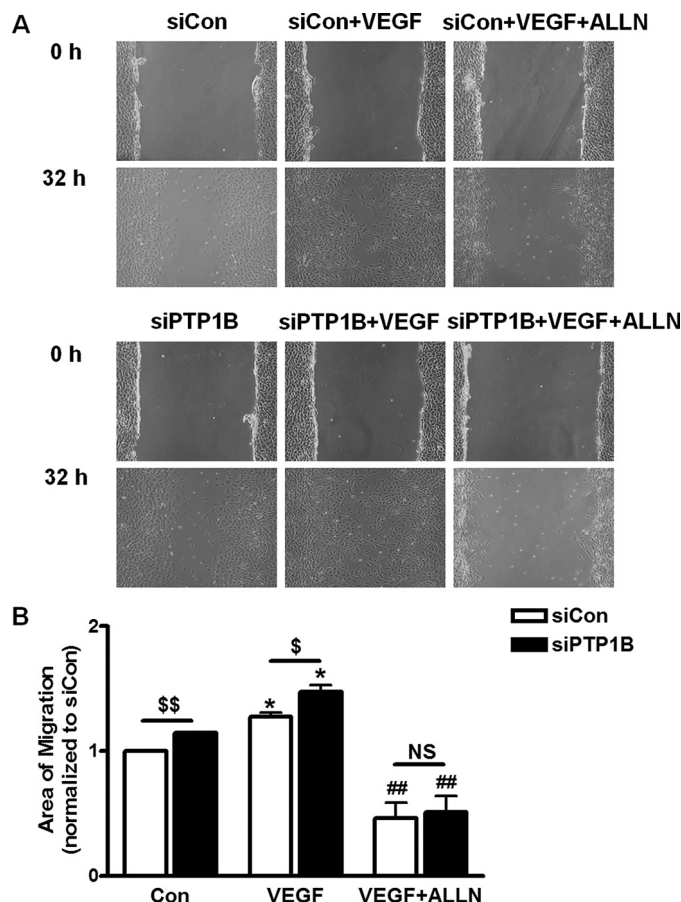 A
siCon siCon+VEGF siCon+VEGF+ALLN
0 h
32 h
siPTP1B siPTP1B+VEGF siPTP1B+VEGF+ALLN
0 h
32 h
B
siCon
siPTP1B
Area of Migration
(normalized to siCon)
2
1
0
$$
$
* *
NS
## ##
Con VEGF VEGF+ALLN